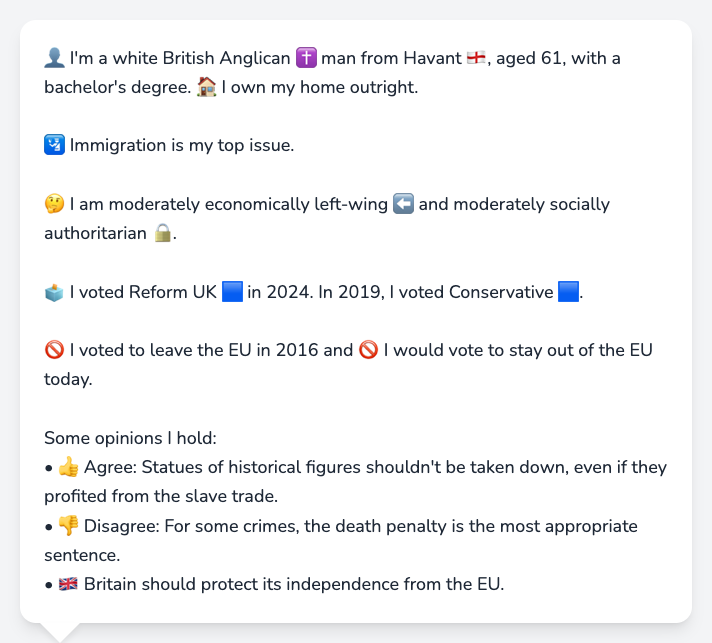 👤 I'm a white British Anglican ✝️ man from Havant 🏴󠁧󠁢󠁥󠁮󠁧󠁿, aged 61, with a
bachelor's degree. 🏠 I own my home outright.
🛂 Immigration is my top issue.
🤔 I am moderately economically left-wing ⬅️ and moderately socially
authoritarian 🔒.
🗳️ I voted Reform UK 🟦 in 2024. In 2019, I voted Conservative 🟦.
🚫 I voted to leave the EU in 2016 and 🚫 I would vote to stay out of the EU
today.
Some opinions I hold:
• 👍 Agree: Statues of historical figures shouldn't be taken down, even if they
profited from the slave trade.
• 👎 Disagree: For some crimes, the death penalty is the most appropriate
sentence.
• 🇬🇧 Britain should protect its independence from the EU.